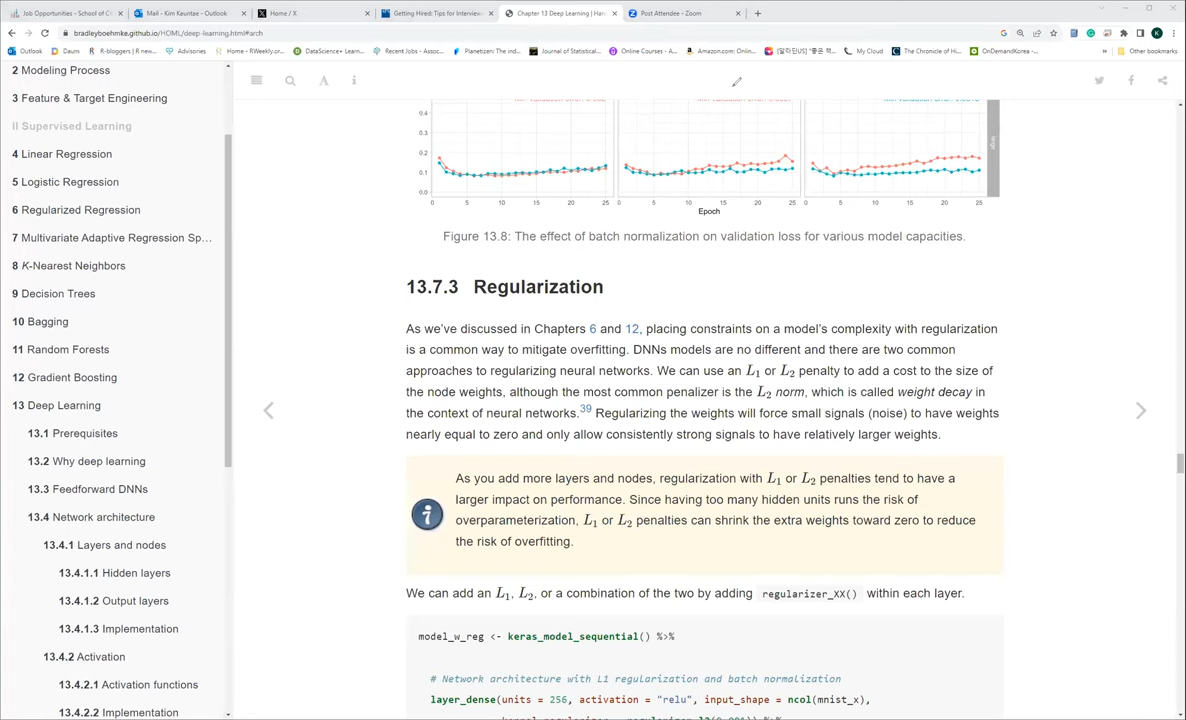 Job Opportunities - School of Ci
Mail - Kim Keuntae - Outlook
Home / X
Getting Hired: Tips for Interview
Chapter 13 Deep Learning | Han
Post Attendee - Zoom
bradleyboehmke.github.io/HOML/deep-learning.html#arch
Outlook
Daum
R-bloggers | R new...
Advisories
Home - RWeekly.or...
DataScience+ Learn...
Recent Jobs - Assoc...
Planetizen: The ind...
Journal of Statistical...
Online Courses - A...
Amazon.com: Onlin...
My Cloud
The Chronicle of Hi...
OnDemandKorea -...
Other bookmarks
2 Modeling Process
3 Feature & Target Engineering
II Supervised Learning
4 Linear Regression
5 Logistic Regression
6 Regularized Regression
7 Multivariate Adaptive Regression Sp...
8 K-Nearest Neighbors
9 Decision Trees
10 Bagging
11 Random Forests
12 Gradient Boosting
13 Deep Learning
13.1 Prerequisites
13.2 Why deep learning
13.3 Feedforward DNNs
13.4 Network architecture
13.4.1 Layers and nodes
13.4.1.1 Hidden layers
13.4.1.2 Output layers
13.4.1.3 Implementation
13.4.2 Activation
13.4.2.1 Activation functions
13.4.2.2 Implementation
0.4
0.3
0.2
0.1
0.0
0 5 10 15 20 25 0 5 10 15 20 25 0 5 10 15 20 25
Epoch
Figure 13.8: The effect of batch normalization on validation loss for various model capacities.
13.7.3 Regularization
As we've discussed in Chapters 6 and 12, placing constraints on a model's complexity with regularization
is a common way to mitigate overfitting. DNNs models are no different and there are two common
approaches to regularizing neural networks. We can use an L1 or L2 penalty to add a cost to the size of
the node weights, although the most common penalizer is the L2 norm, which is called weight decay in
the context of neural networks.39 Regularizing the weights will force small signals (noise) to have weights
nearly equal to zero and only allow consistently strong signals to have relatively larger weights.
As you add more layers and nodes, regularization with L1 or L2 penalties tend to have a
larger impact on performance. Since having too many hidden units runs the risk of
overparameterization, L1 or L2 penalties can shrink the extra weights toward zero to reduce
the risk of overfitting.
We can add an L1, L2, or a combination of the two by adding regularizer_XX() within each layer.
model_w_reg <- keras_model_sequential() %>%
# Network architecture with L1 regularization and batch normalization
layer_dense(units = 256, activation = "relu", input_shape = ncol(mnist_x),